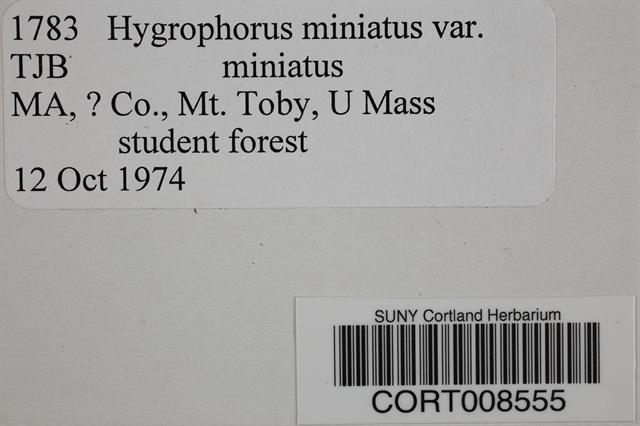 1783 Hygrophorus miniatus var.
TJB miniatus
MA, ? Co., Mt. Toby, U Mass
student forest
12 Oct 1974
SUNY Cortland Herbarium
CORT008555